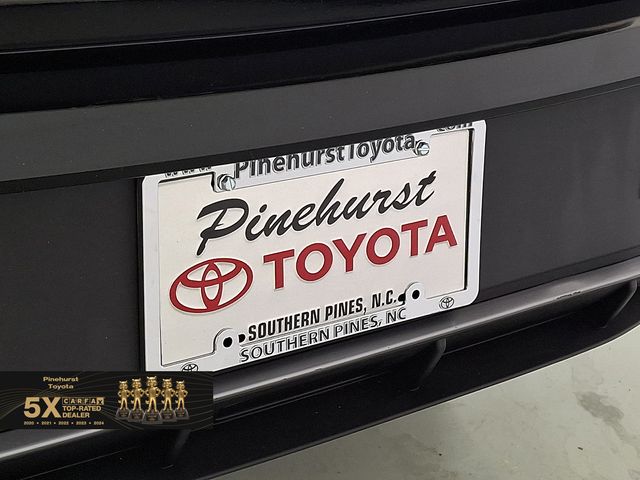 PinehurstToyota.com
Pinehurst
TOYOTA
SOUTHERN PINES, N.C.
SOUTHERN PINES, NC
Pinehurst
Toyota
5X CARFAX
TOP-RATED
DEALER
2020 • 2021 • 2022 • 2023 • 2024